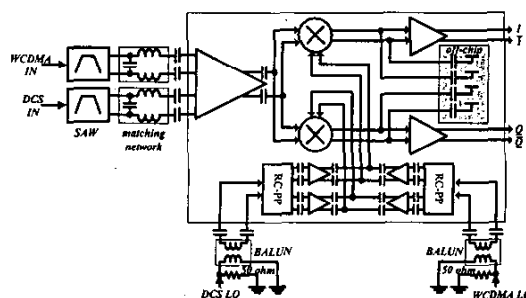 WCDMA
IN
DCS
IN
SAW
matching
network
off-chip
I
I
Q
Q
RC-PP
RC-PP
BALUN
50 ohm
DCS LO
BALUN
50 ohm
WCDMA LO